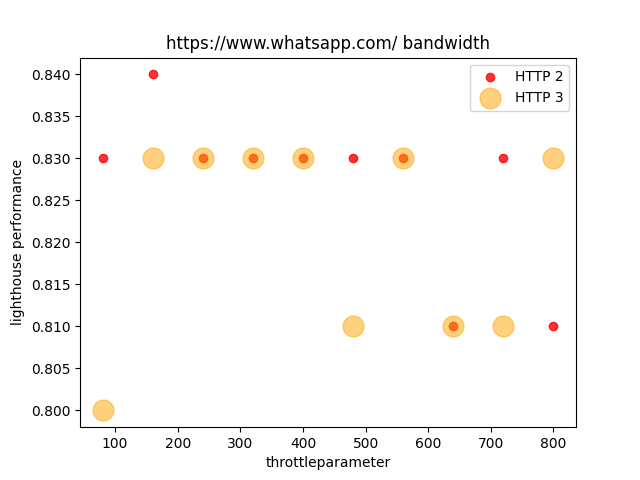 https://www.whatsapp.com/ bandwidth
HTTP 2
HTTP 3
lighthouse performance
0.840
0.835
0.830
0.825
0.820
0.815
0.810
0.805
0.800
100 200 300 400 500 600 700 800
throttleparameter